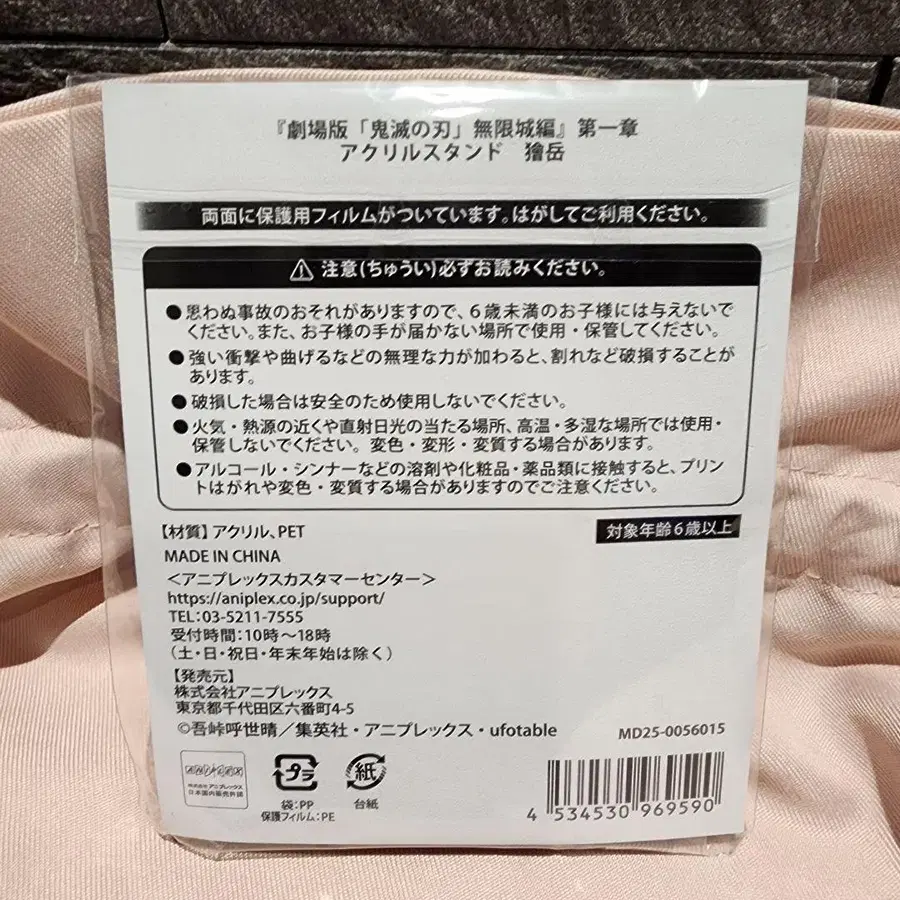 『劇場版「鬼滅の刃」無限城編』第一章
アクリルスタンド　獪岳
両面に保護用フィルムがついています。はがしてご利用ください。
⚠ 注意(ちゅうい)必ずお読みください。
●思わぬ事故のおそれがありますので、6歳未満のお子様には与えないで
ください。また、お子様の手が届かない場所で使用・保管してください。
●強い衝撃や曲げるなどの無理な力が加わると、割れなど破損することが
あります。
●破損した場合は安全のため使用しないでください。
●火気・熱源の近くや直射日光の当たる場所、高温・多湿な場所では使用・
保管しないでください。変色・変形・変質する場合があります。
●アルコール・シンナーなどの溶剤や化粧品・薬品類に接触すると、プリン
トはがれや変色・変質する場合がありますのでご注意ください。
【材質】アクリル、PET
対象年齢6歳以上
MADE IN CHINA
＜アニプレックスカスタマーセンター＞
https://aniplex.co.jp/support/
TEL：03-5211-7555
受付時間：10時〜18時
（土・日・祝日・年末年始は除く）
【発売元】
株式会社アニプレックス
東京都千代田区六番町4-5
©吾峠呼世晴／集英社・アニプレックス・ufotable
MD25-0056015
株式会社 アニプレックス
日本国内販売許諾
プラ
袋：PP
保護フィルム：PE
紙
台紙
4 534530 969590